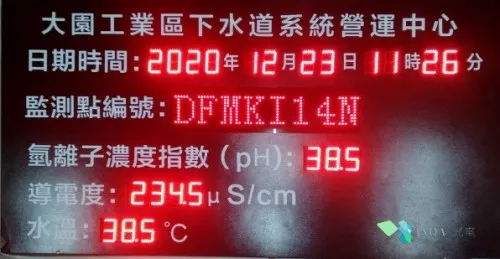 大園工業區下水道系統營運中心
日期時間：2020年 12月23日 11時26分
監測點編號：DFMKI14N
氫離子濃度指數（pH）：38.5
導電度：234.5μS/cm
水溫：38.5℃